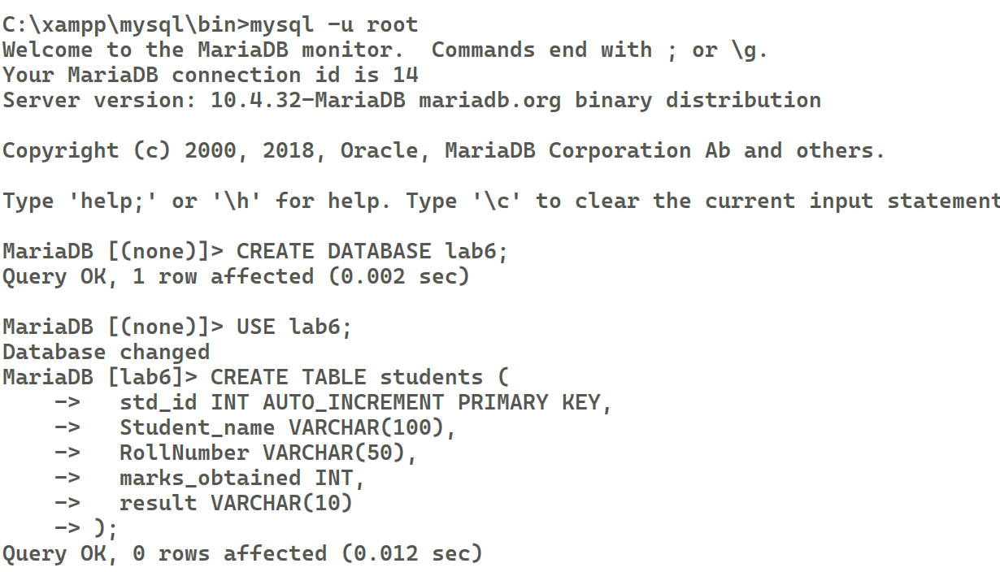 C:\xampp\mysql\bin>mysql -u root
Welcome to the MariaDB monitor.  Commands end with ; or \g.
Your MariaDB connection id is 14
Server version: 10.4.32-MariaDB mariadb.org binary distribution

Copyright (c) 2000, 2018, Oracle, MariaDB Corporation Ab and others.

Type 'help;' or '\h' for help. Type '\c' to clear the current input statement

MariaDB [(none)]> CREATE DATABASE lab6;
Query OK, 1 row affected (0.002 sec)

MariaDB [(none)]> USE lab6;
Database changed
MariaDB [lab6]> CREATE TABLE students (
    ->   std_id INT AUTO_INCREMENT PRIMARY KEY,
    ->   Student_name VARCHAR(100),
    ->   RollNumber VARCHAR(50),
    ->   marks_obtained INT,
    ->   result VARCHAR(10)
    -> );
Query OK, 0 rows affected (0.012 sec)